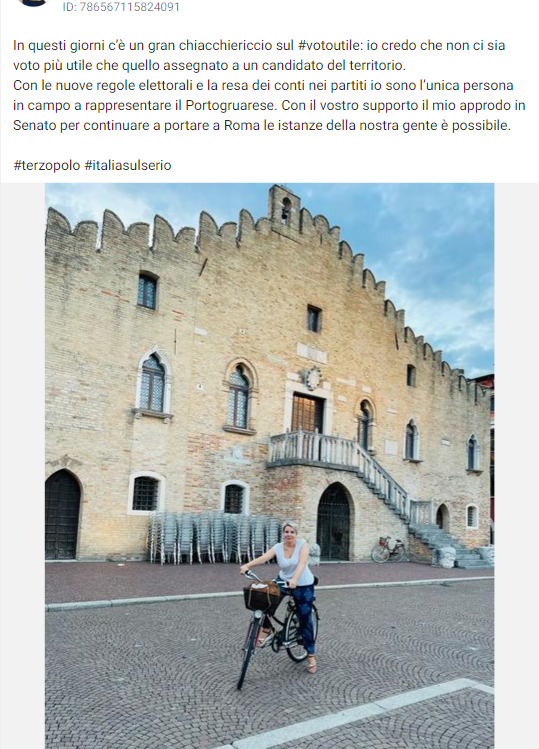 ID: 786567115824091
In questi giorni c'è un gran chiacchiericcio sul #votoutile: io credo che non ci sia
voto più utile che quello assegnato a un candidato del territorio.
Con le nuove regole elettorali e la resa dei conti nei partiti io sono l'unica persona
in campo a rappresentare il Portogruarese. Con il vostro supporto il mio approdo in
Senato per continuare a portare a Roma le istanze della nostra gente è possibile.
#terzopolo #italiasulserio